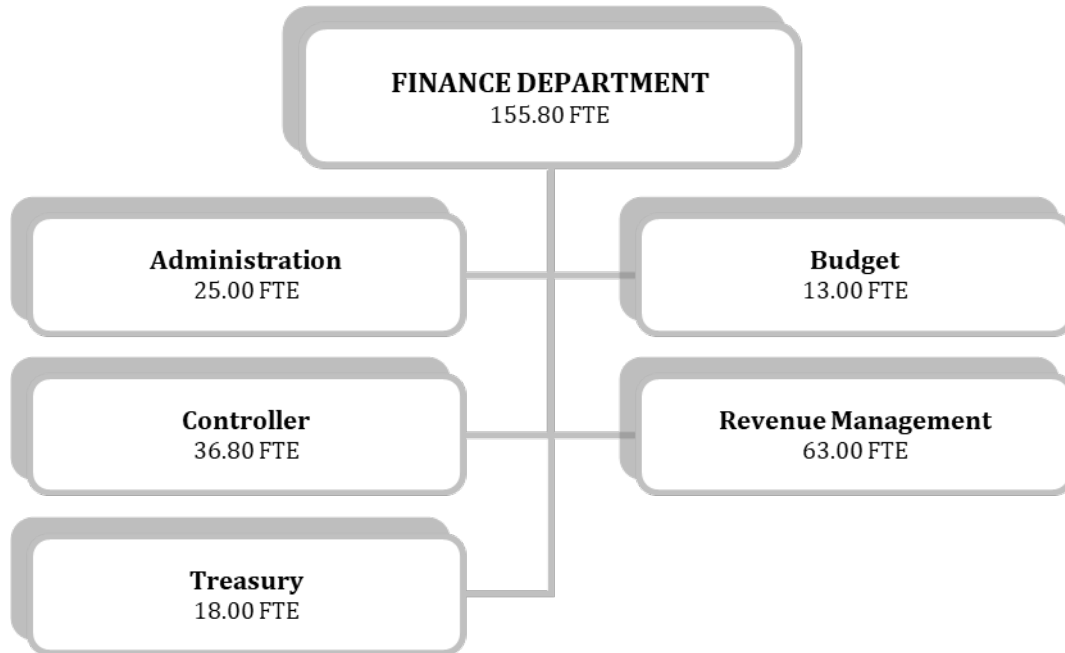 FINANCE DEPARTMENT
155.80 FTE
Administration
25.00 FTE
Budget
13.00 FTE
Controller
36.80 FTE
Revenue Management
63.00 FTE
Treasury
18.00 FTE